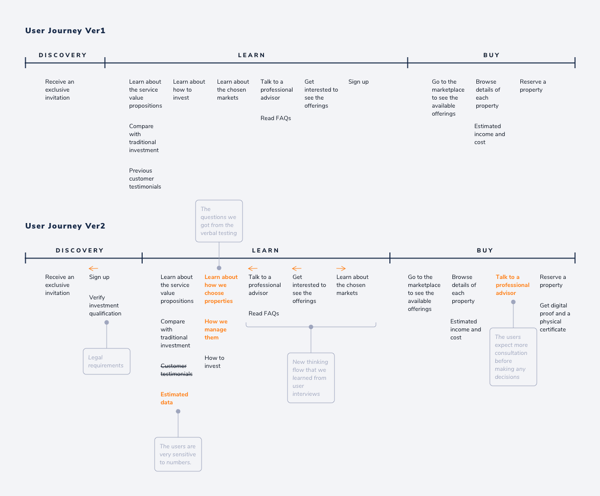 User Journey Ver1
DISCOVERY
LEARN
BUY
Receive an
exclusive
invitation
Learn about
the service
value
propositions
Compare
with
traditional
investment
Previous
customer
testimonials
Learn about
how to
invest
Learn about
the chosen
markets
Talk to a
professional
advisor
Read FAQs
Get
interested to
see the
offerings
Sign up
Go to the
marketplace
to see the
available
offerings
Browse
details of
each
property
Estimated
income and
cost
Reserve a
property
User Journey Ver2
The
questions we
got from the
verbal testing
DISCOVERY
LEARN
BUY
Receive an
exclusive
invitation
Sign up
Verify
investment
qualification
Legal
requirements
Learn about
the service
value
propositions
Compare
with
traditional
investment
Customer
testimonials
Estimated
data
The users are
very sensitive
to numbers.
Learn about
how we
choose
properties
How we
manage
them
How to
invest
Talk to a
professional
advisor
Read FAQs
Get
interested to
see the
offerings
Learn about
the chosen
markets
New thinking
flow that we
learned from
user
interviews
Go to the
marketplace
to see the
available
offerings
Browse
details of
each
property
Estimated
income and
cost
Talk to a
professional
advisor
The users
expect more
consultation
before
making any
decisions
Reserve a
property
Get digital
proof and a
physical
certificate